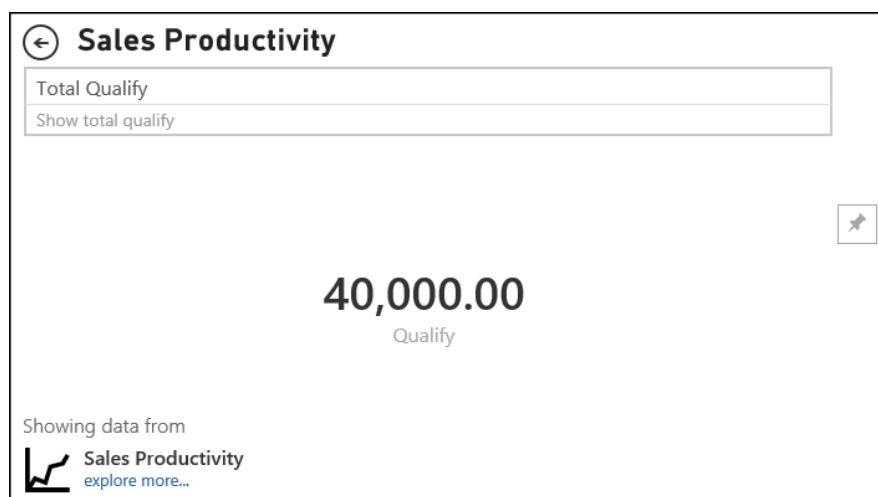 Sales Productivity
Total Qualify
Show total qualify
40,000.00
Qualify
Showing data from
Sales Productivity
explore more...